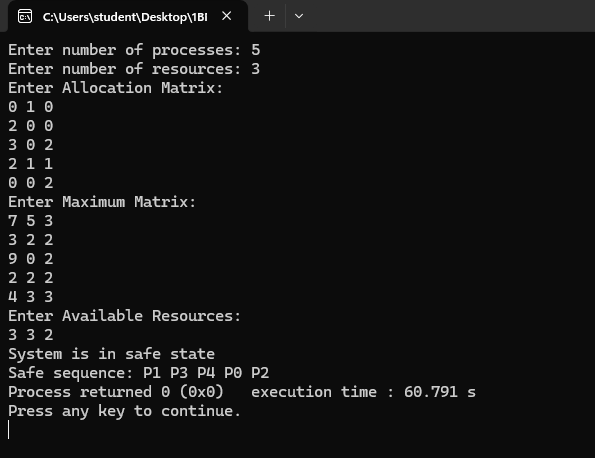 C:\Users\student\Desktop\1BI
Enter number of processes: 5
Enter number of resources: 3
Enter Allocation Matrix:
0 1 0
2 0 0
3 0 2
2 1 1
0 0 2
Enter Maximum Matrix:
7 5 3
3 2 2
9 0 2
2 2 2
4 3 3
Enter Available Resources:
3 3 2
System is in safe state
Safe sequence: P1 P3 P4 P0 P2
Process returned 0 (0x0)   execution time : 60.791 s
Press any key to continue.